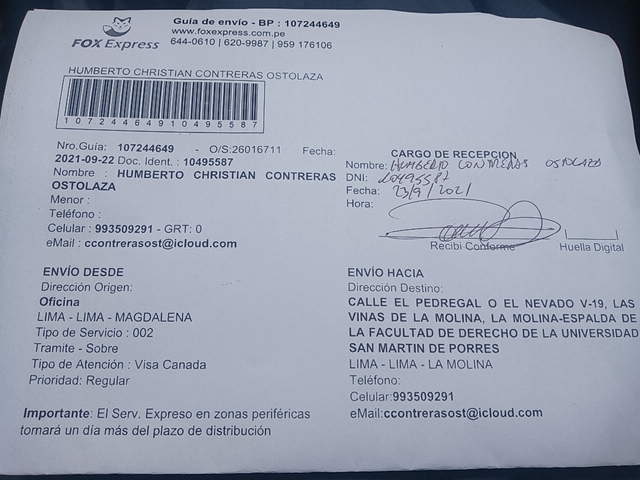 FOX Express
Guía de envío - BP : 107244649
www.foxexpress.com.pe
644-0610 | 620-9987 | 959 176106
HUMBERTO CHRISTIAN CONTRERAS OSTOLAZA
10724464910495587
Nro.Guía: 107244649 - O/S:26016711 Fecha:
2021-09-22 Doc. Ident. : 10495587
Nombre : HUMBERTO CHRISTIAN CONTRERAS
OSTOLAZA
Menor :
Teléfono :
Celular : 993509291 - GRT: 0
eMail : ccontrerasost@icloud.com
CARGO DE RECEPCION
Nombre: HUMBERTO CONTRERAS OSTOLAZA
DNI: 10495587
Fecha: 23/9/2021
Hora:
Recibi Conforme
Huella Digital
ENVÍO DESDE
Dirección Origen:
Oficina
LIMA - LIMA - MAGDALENA
Tipo de Servicio : 002
Tramite - Sobre
Tipo de Atención : Visa Canada
Prioridad: Regular
ENVÍO HACIA
Dirección Destino:
CALLE EL PEDREGAL O EL NEVADO V-19, LAS
VINAS DE LA MOLINA, LA MOLINA-ESPALDA DE
LA FACULTAD DE DERECHO DE LA UNIVERSIDAD
SAN MARTIN DE PORRES
LIMA - LIMA - LA MOLINA
Teléfono:
Celular:993509291
eMail:ccontrerasost@icloud.com
Importante: El Serv. Expreso en zonas periféricas
tomará un día más del plazo de distribución